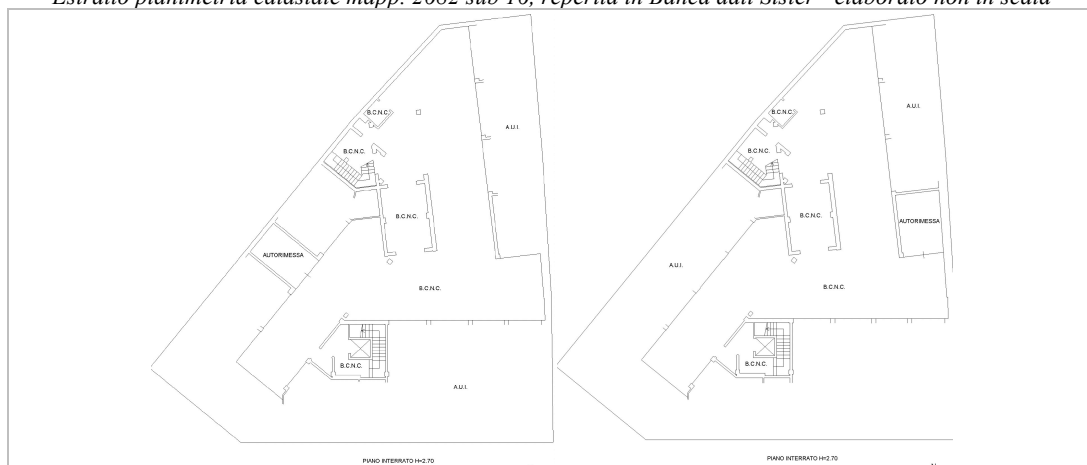 Estratto planimetria catastale mapp. 2082 sub 10, reperita in Banca dati Sister - elaborato non in scala
B.C.N.C.
A.U.I.
B.C.N.C.
B.C.N.C.
AUTORIMESSA
B.C.N.C.
B.C.N.C.
A.U.I.
PIANO INTERRATO H=2.70
B.C.N.C.
A.U.I.
B.C.N.C.
B.C.N.C.
AUTORIMESSA
A.U.I.
B.C.N.C.
B.C.N.C.
PIANO INTERRATO H=2.70